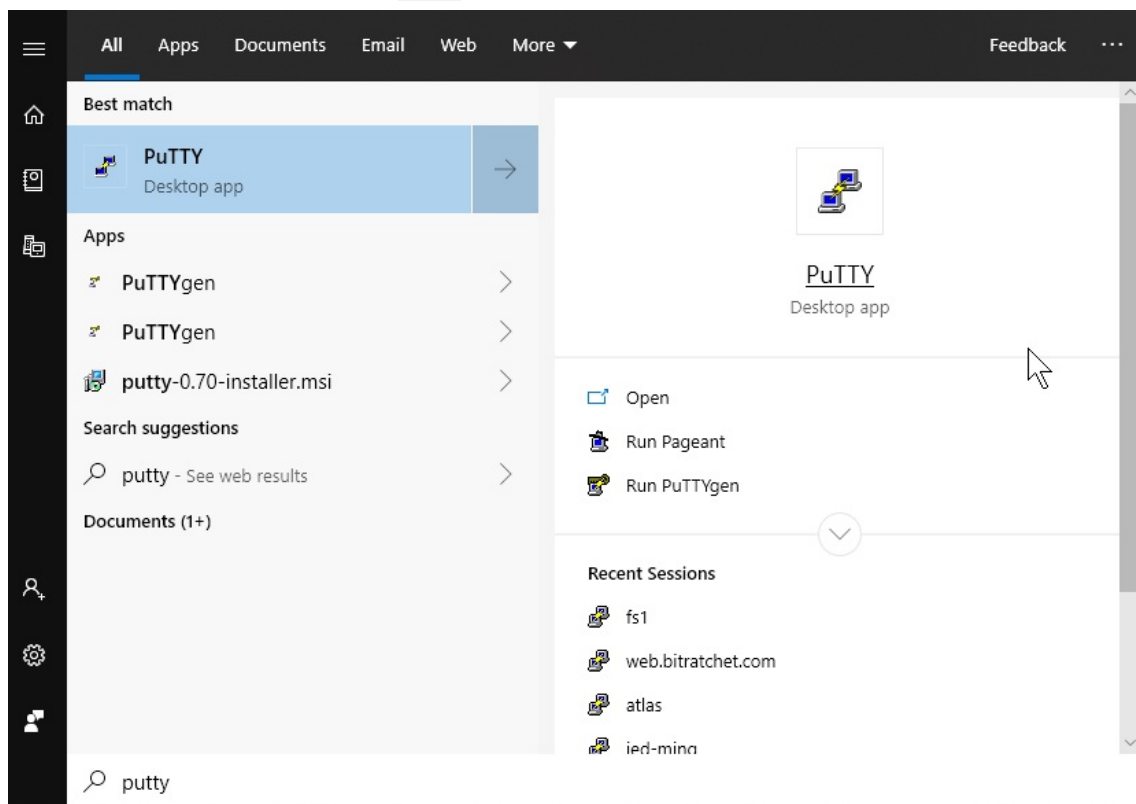 All Apps Documents Email Web More Feedback
Best match
PuTTY
Desktop app
Apps
PuTTYgen
PuTTYgen
putty-0.70-installer.msi
Search suggestions
putty - See web results
Documents (1+)
putty
PuTTY
Desktop app
Open
Run Pageant
Run PuTTYgen
Recent Sessions
fs1
web.bitratchet.com
atlas